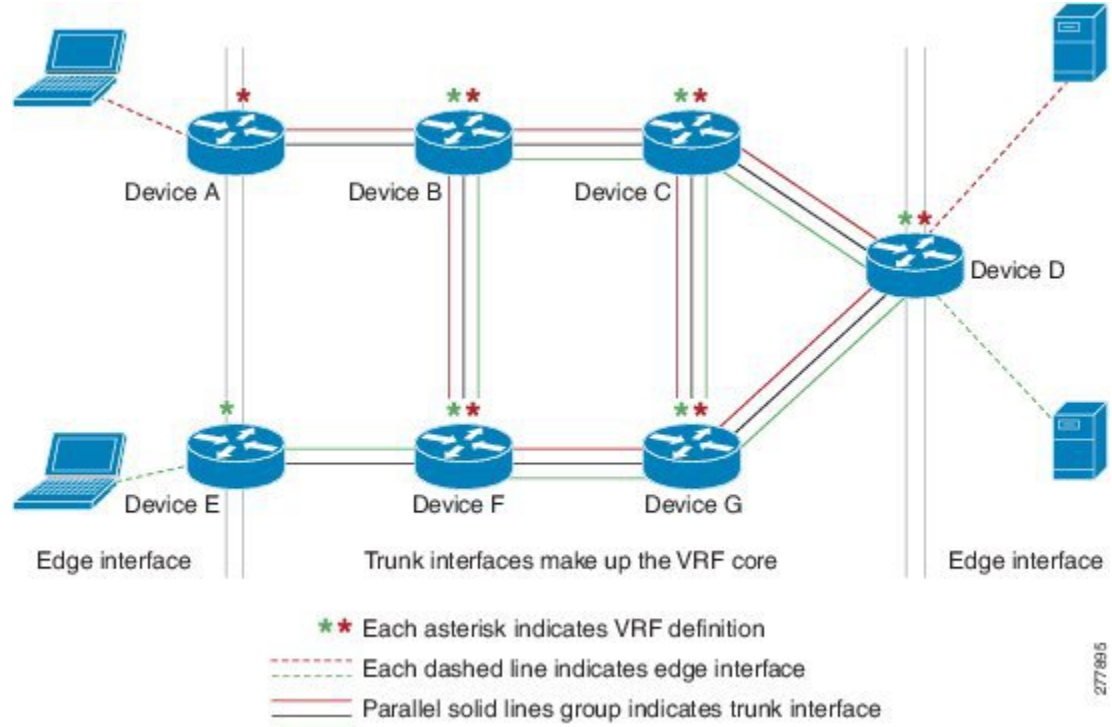 * * * * *
Device A
Device B
Device C
* *
Device D
* * * * *
Device E
Device F
Device G
Edge interface
Trunk interfaces make up the VRF core
Edge interface
* * Each asterisk indicates VRF definition
Each dashed line indicates edge interface
Parallel solid lines group indicates trunk interface
277895